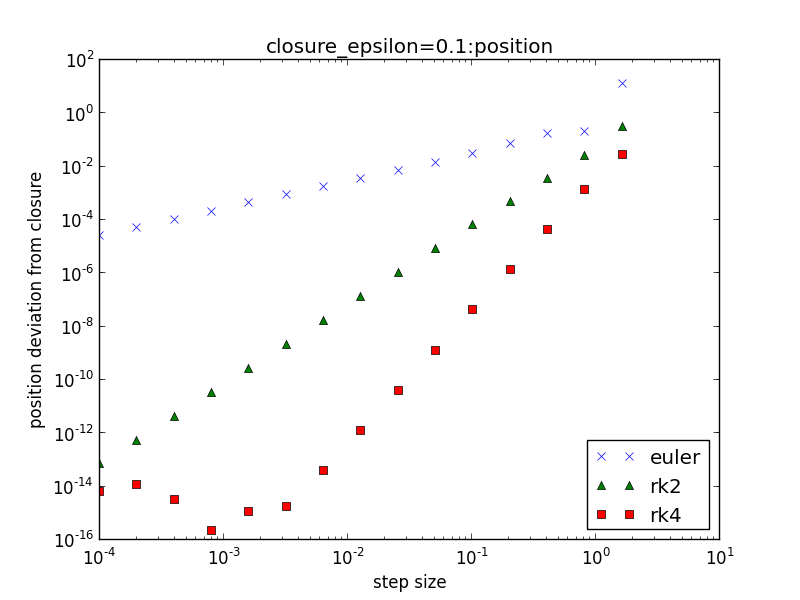 closure_epsilon=0.1:position
10^2
10^0
10^-2
10^-4
10^-6
10^-8
10^-10
10^-12
10^-14
10^-16
position deviation from closure
euler
rk2
rk4
10^-4 10^-3 10^-2 10^-1 10^0 10^1
step size